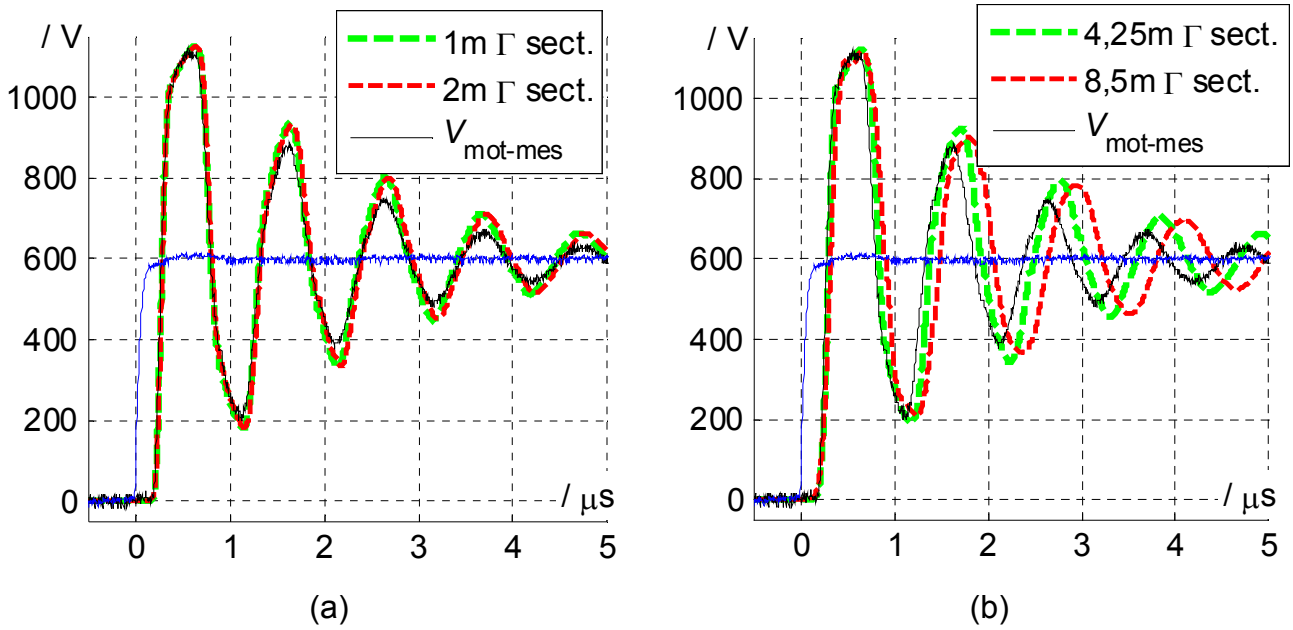 / V
1m Γ sect.
2m Γ sect.
V mot-mes
1000
800
600
400
200
0
/ μs
0 1 2 3 4 5
(a)
/ V
4,25m Γ sect.
8,5m Γ sect.
V mot-mes
1000
800
600
400
200
0
/ μs
0 1 2 3 4 5
(b)